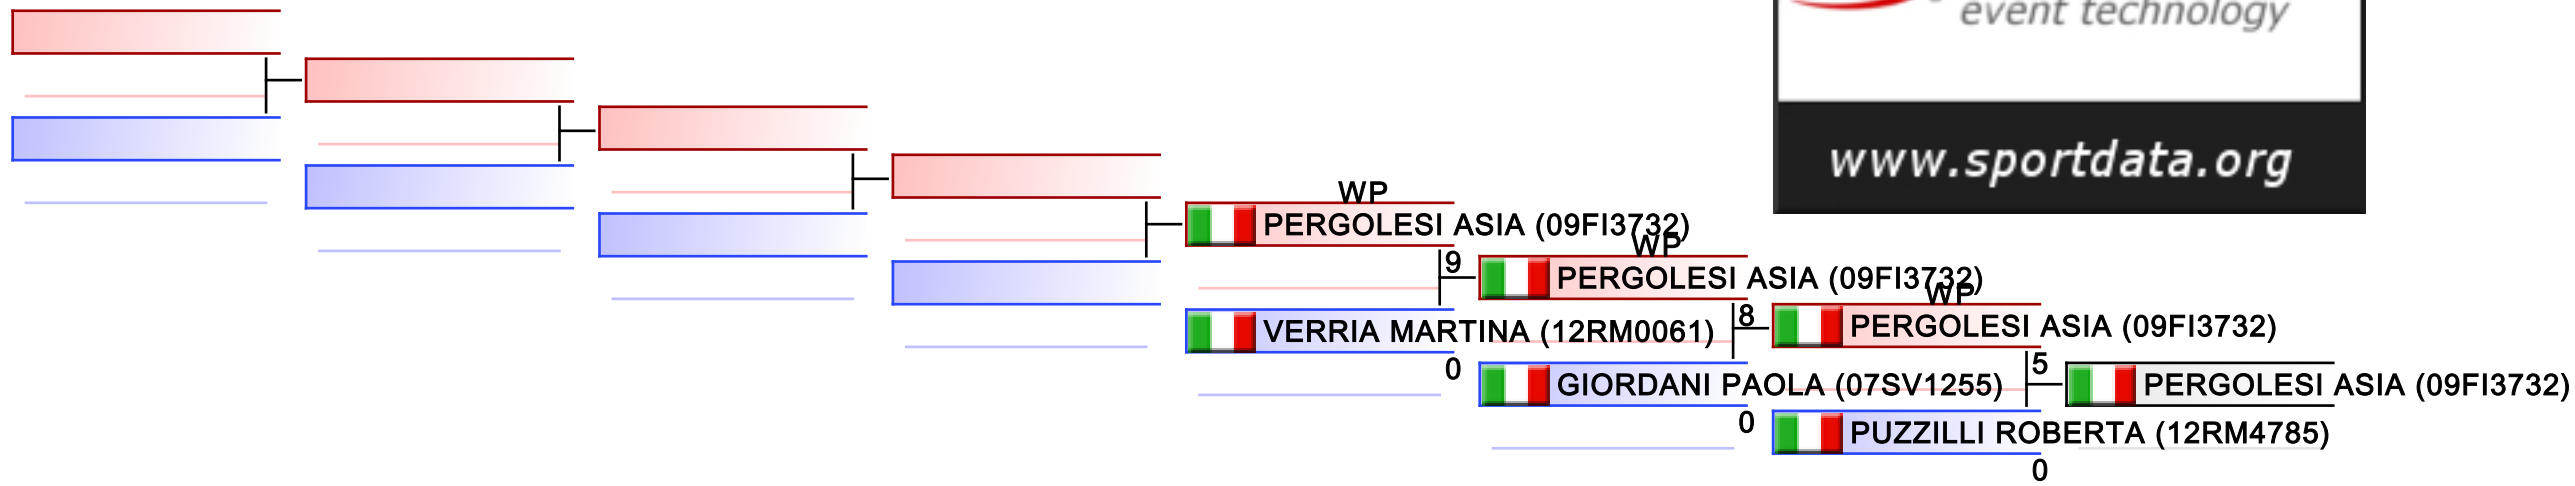 event technology
www.sportdata.org
WP
PERGOLESI ASIA (09FI3732)
9
WP
PERGOLESI ASIA (09FI3732)
VERRIA MARTINA (12RM0061)
0
8
WP
PERGOLESI ASIA (09FI3732)
GIORDANI PAOLA (07SV1255)
0
5
PERGOLESI ASIA (09FI3732)
PUZZILLI ROBERTA (12RM4785)
0